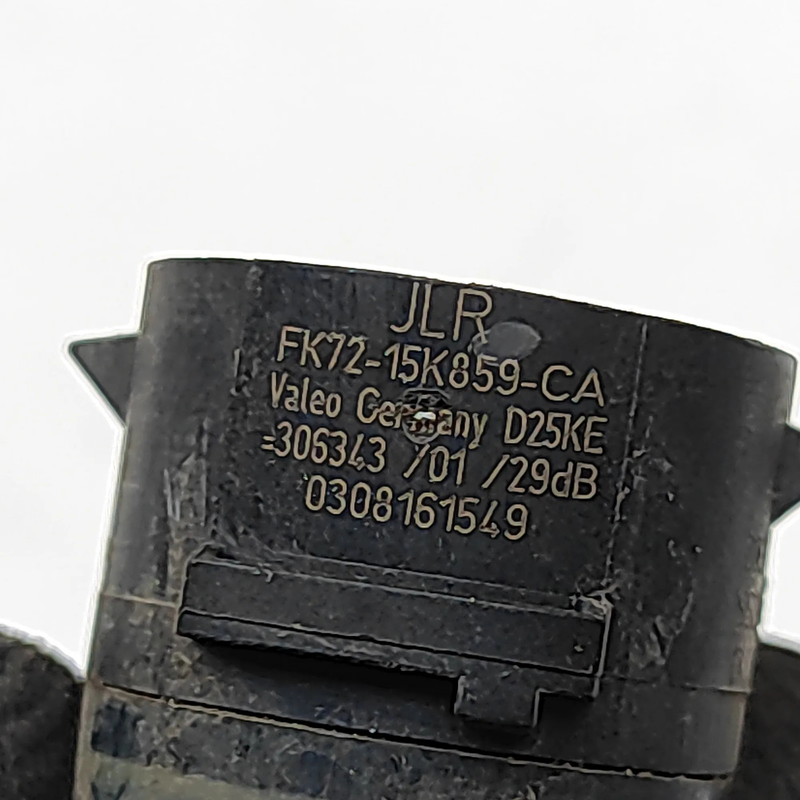 JLR
FK72-15K859-CA
Valeo Germany D25KE
=306343 /01 /29dB
0308161549